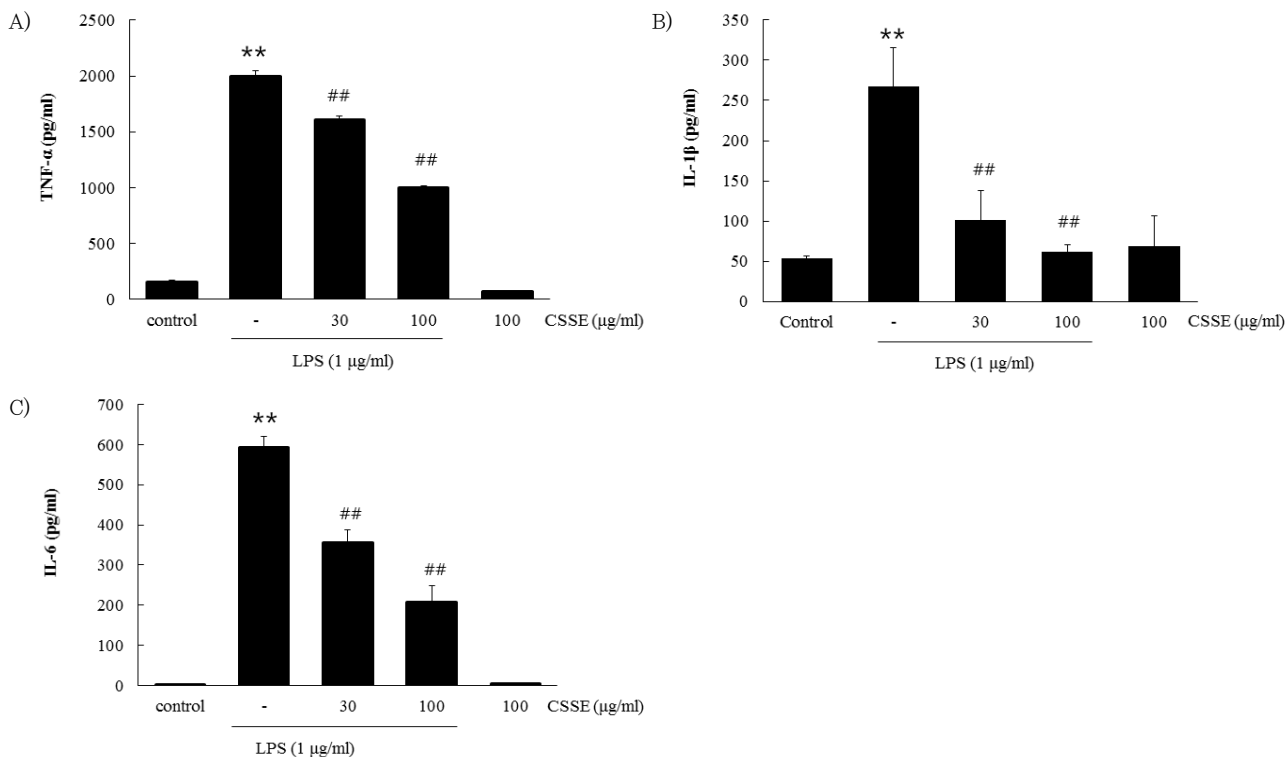 A)
TNF-α (pg/ml)
2500
2000
1500
1000
500
0
**
##
##
control - 30 100 100 CSSE (μg/ml)
LPS (1 μg/ml)
B)
IL-1β (pg/ml)
350
300
250
200
150
100
50
0
**
##
##
Control - 30 100 100 CSSE (μg/ml)
LPS (1 μg/ml)
C)
IL-6 (pg/ml)
700
600
500
400
300
200
100
0
**
##
##
control - 30 100 100 CSSE (μg/ml)
LPS (1 μg/ml)